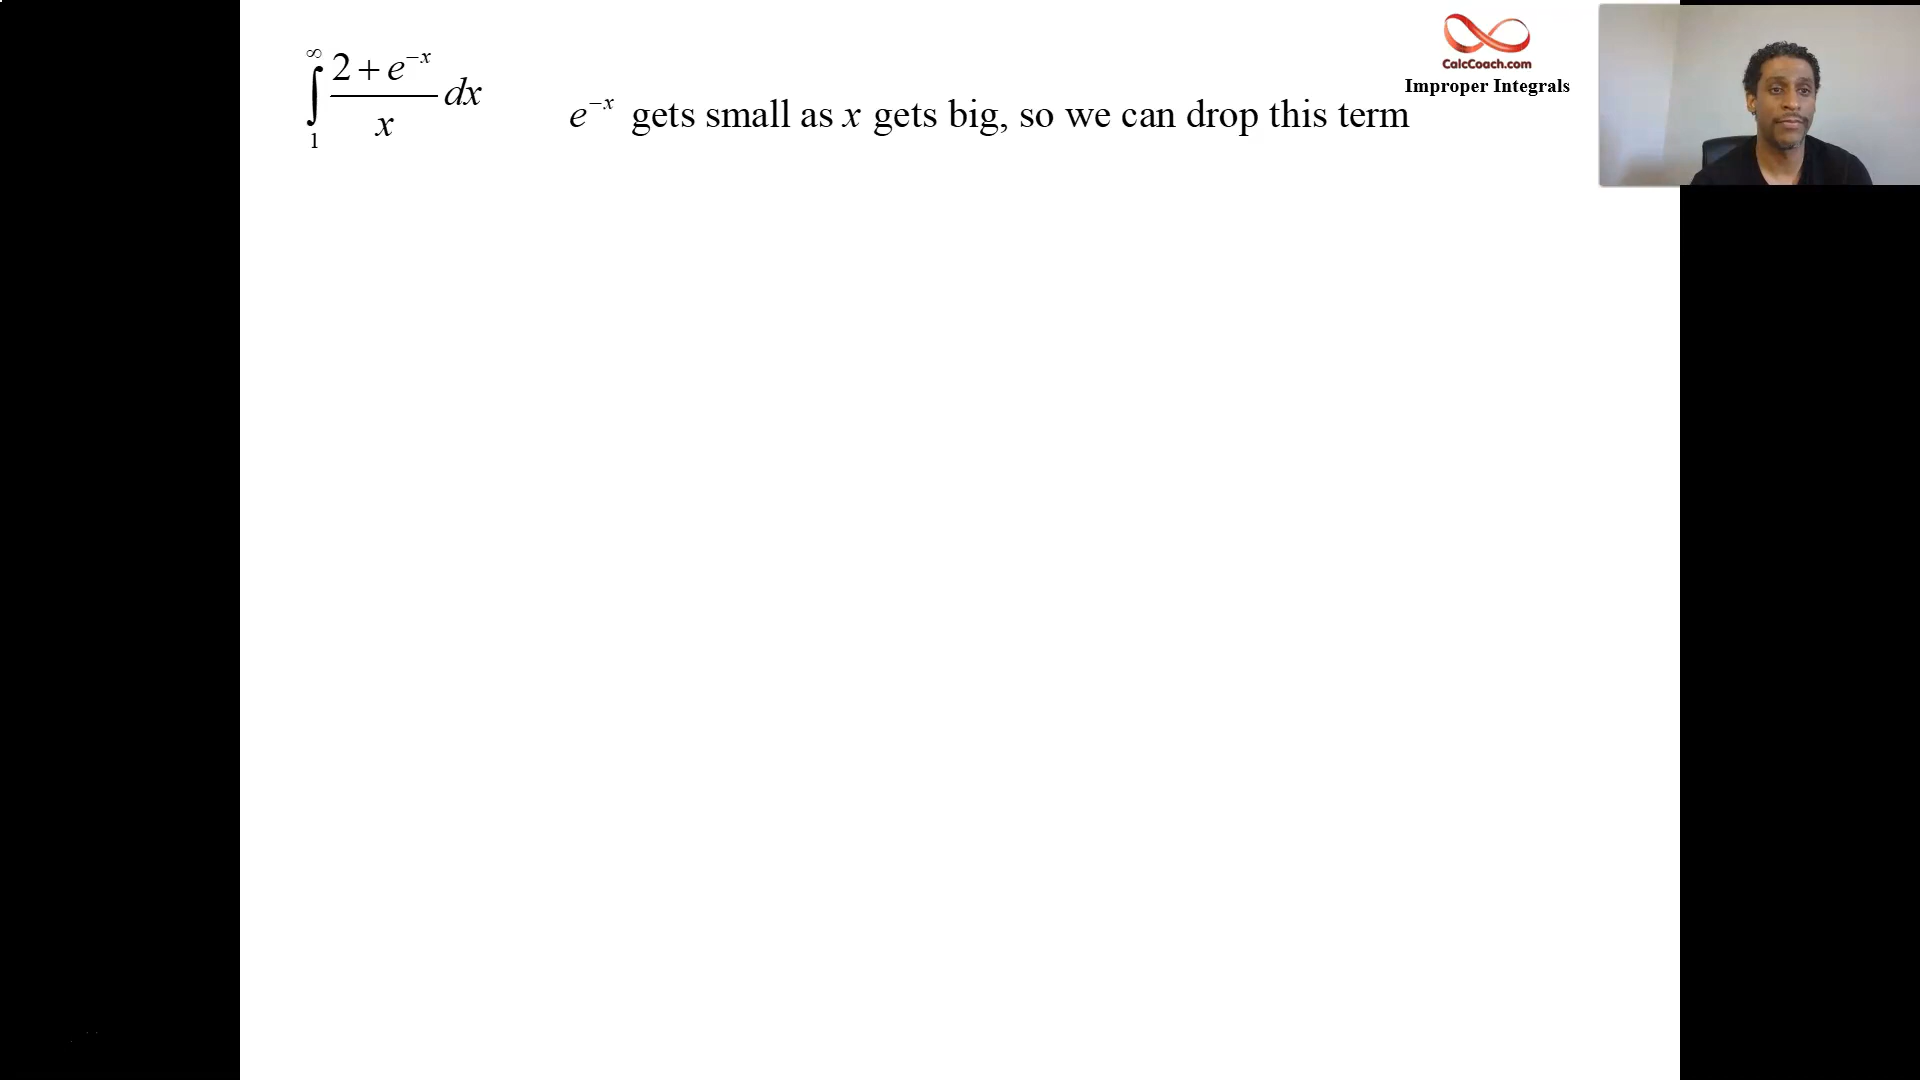 ∫₁^∞ (2 + e^{-x})/x dx
e^{-x} gets small as x gets big, so we can drop this term
CalcCoach.com
Improper Integrals